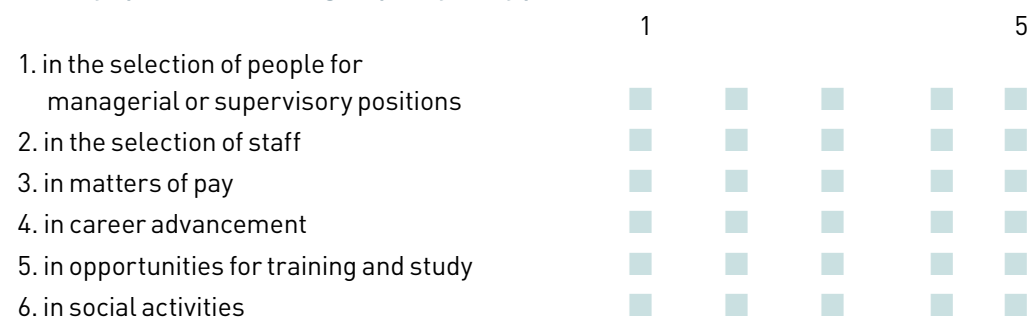 1 5
1. in the selection of people for
managerial or supervisory positions
2. in the selection of staff
3. in matters of pay
4. in career advancement
5. in opportunities for training and study
6. in social activities